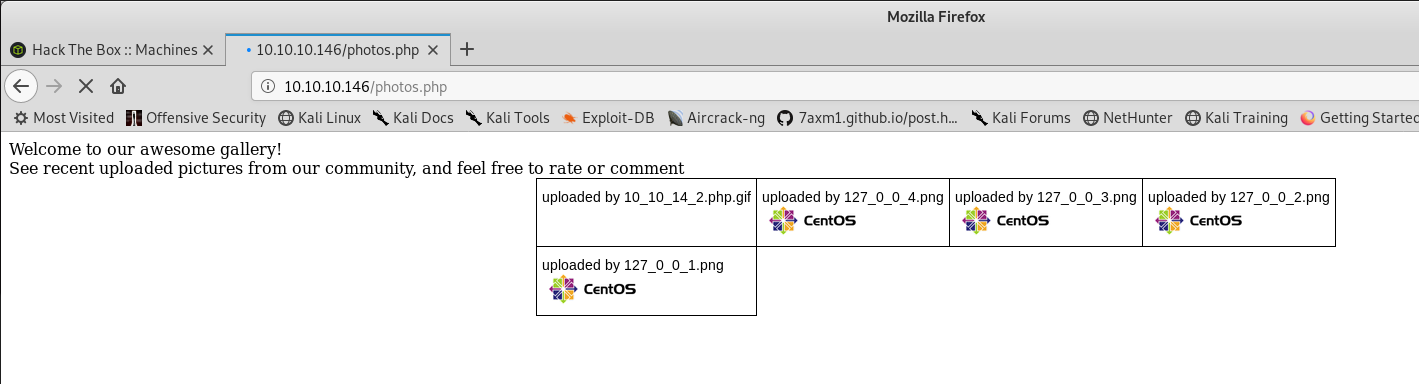 Mozilla Firefox
Hack The Box :: Machines
10.10.10.146/photos.php
10.10.10.146/photos.php
Most Visited Offensive Security Kali Linux Kali Docs Kali Tools Exploit-DB Aircrack-ng 7axm1.github.io/post.h... Kali Forums NetHunter Kali Training Getting Started
Welcome to our awesome gallery!
See recent uploaded pictures from our community, and feel free to rate or comment
uploaded by 10_10_14_2.php.gif uploaded by 127_0_0_4.png uploaded by 127_0_0_3.png uploaded by 127_0_0_2.png
CentOS CentOS CentOS
uploaded by 127_0_0_1.png
CentOS